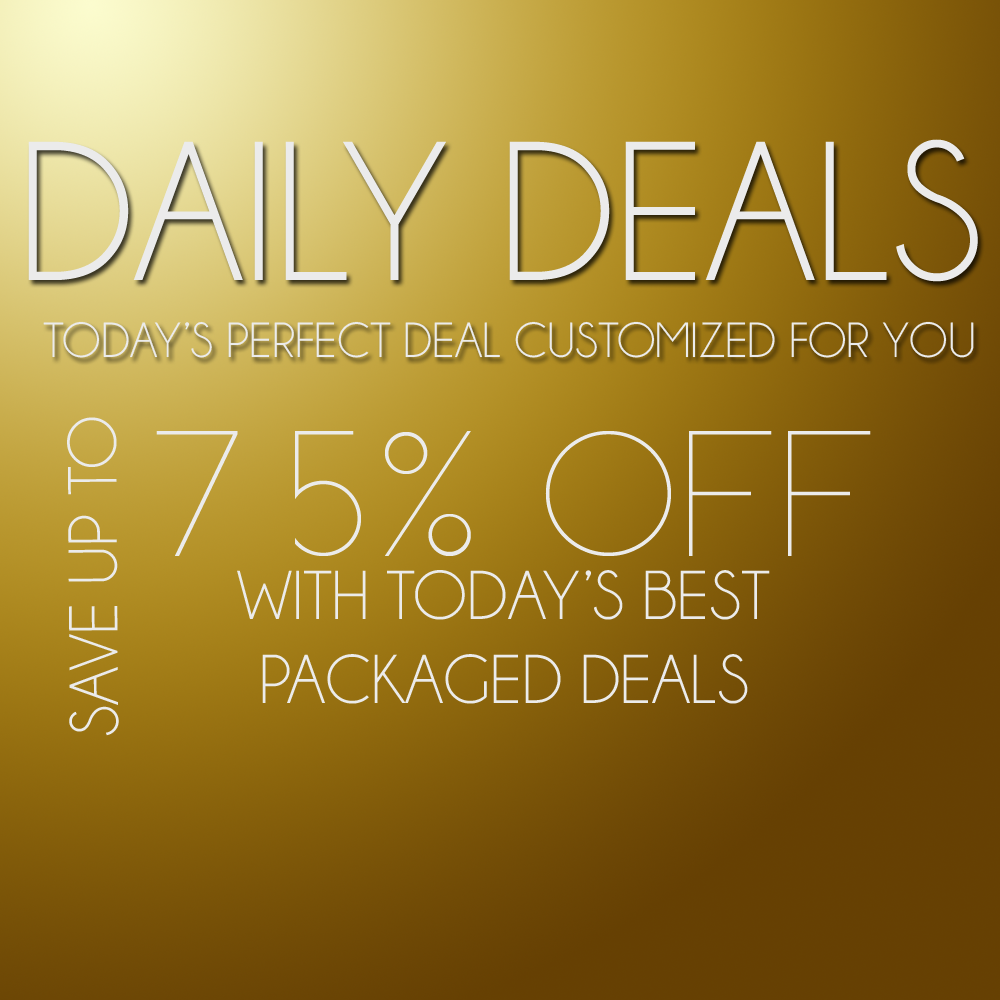 DAILY DEALS
TODAY'S PERFECT DEAL CUSTOMIZED FOR YOU
SAVE UP TO
75% OFF
WITH TODAY'S BEST
PACKAGED DEALS